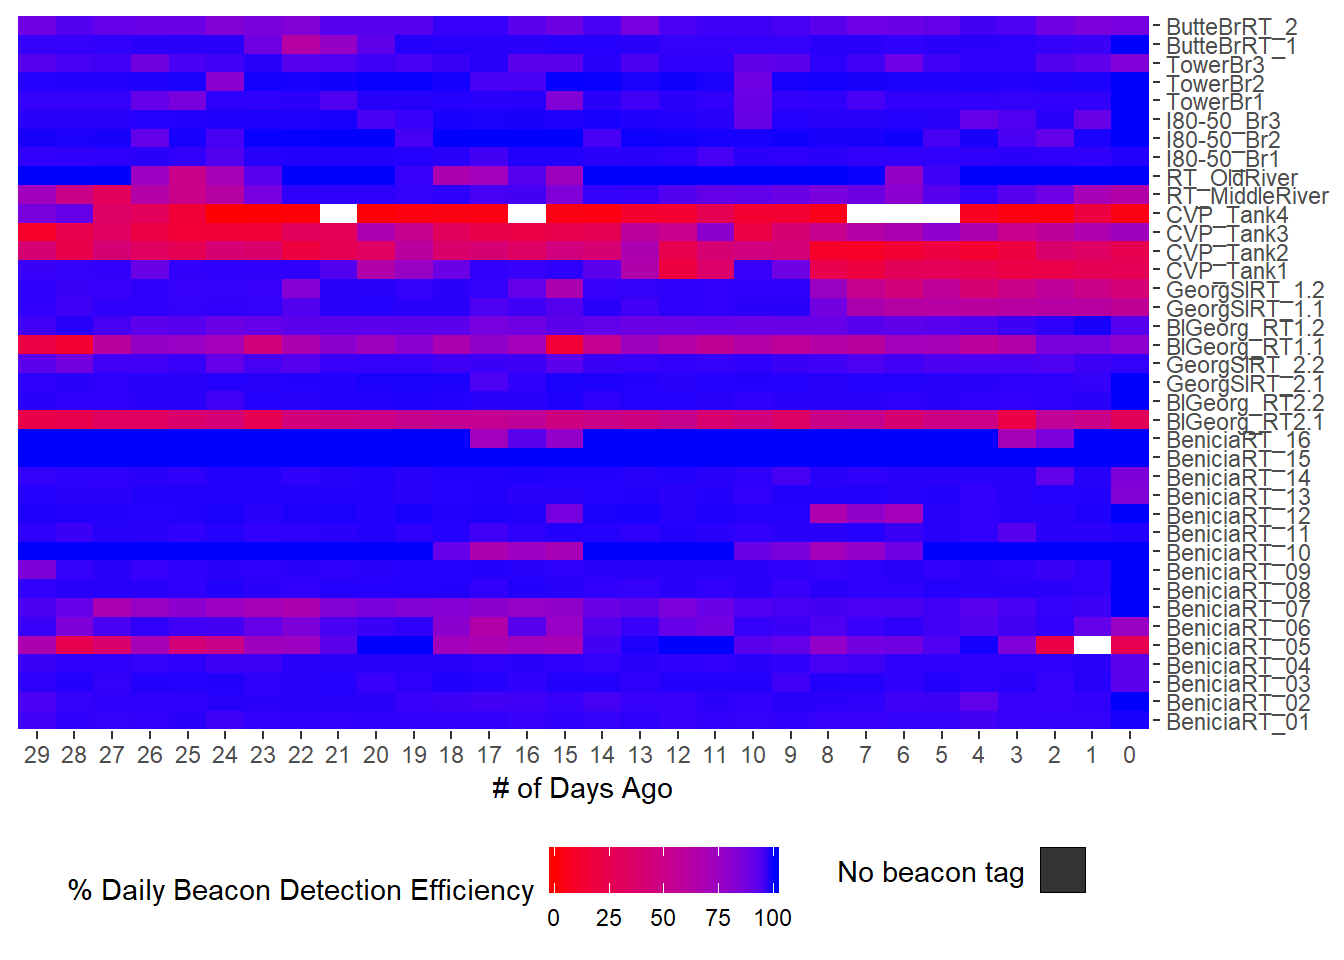 ButteBrRT_2
ButteBrRT_1
TowerBr3
TowerBr2
TowerBr1
I80-50_Br3
I80-50_Br2
I80-50_Br1
RT_OldRiver
RT_MiddleRiver
CVP_Tank4
CVP_Tank3
CVP_Tank2
CVP_Tank1
GeorgSlRT_1.2
GeorgSlRT_1.1
BlGeorg_RT1.2
BlGeorg_RT1.1
GeorgSlRT_2.2
GeorgSlRT_2.1
BlGeorg_RT2.2
BlGeorg_RT2.1
BeniciaRT_16
BeniciaRT_15
BeniciaRT_14
BeniciaRT_13
BeniciaRT_12
BeniciaRT_11
BeniciaRT_10
BeniciaRT_09
BeniciaRT_08
BeniciaRT_07
BeniciaRT_06
BeniciaRT_05
BeniciaRT_04
BeniciaRT_03
BeniciaRT_02
BeniciaRT_01
29 28 27 26 25 24 23 22 21 20 19 18 17 16 15 14 13 12 11 10 9 8 7 6 5 4 3 2 1 0
# of Days Ago
% Daily Beacon Detection Efficiency
0 25 50 75 100
No beacon tag